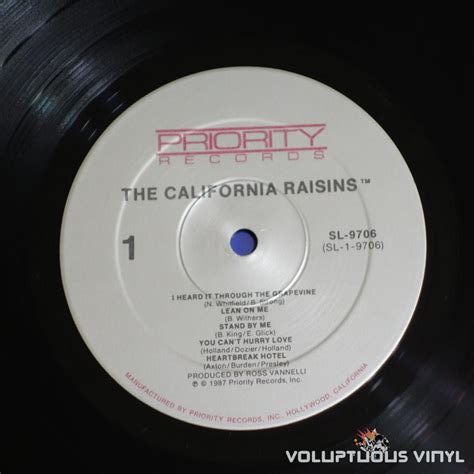 PRIORITY
RECORDS
THE CALIFORNIA RAISINS™
1
SL-9706
(SL-1-9706)
I HEARD IT THROUGH THE GRAPEVINE
(N. Whitfield/B. Strong)
LEAN ON ME
(B. Withers)
STAND BY ME
(B. King/E. Glick)
YOU CAN'T HURRY LOVE
(Holland/Dozier/Holland)
HEARTBREAK HOTEL
(Axton/Burden/Presley)
PRODUCED BY ROSS VANNELLI
℗ © 1987 Priority Records, Inc.
MANUFACTURED BY PRIORITY RECORDS, INC., HOLLYWOOD, CALIFORNIA
VOLUPTUOUS VINYL